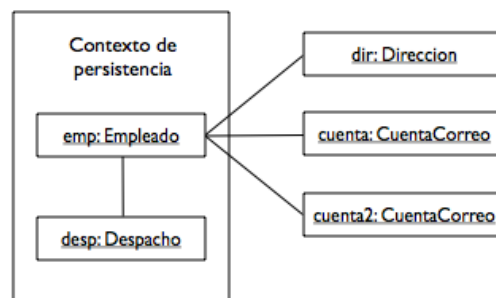 Contexto de
persistencia
emp: Empleado
desp: Despacho
dir: Direccion
cuenta: CuentaCorreo
cuenta2: CuentaCorreo